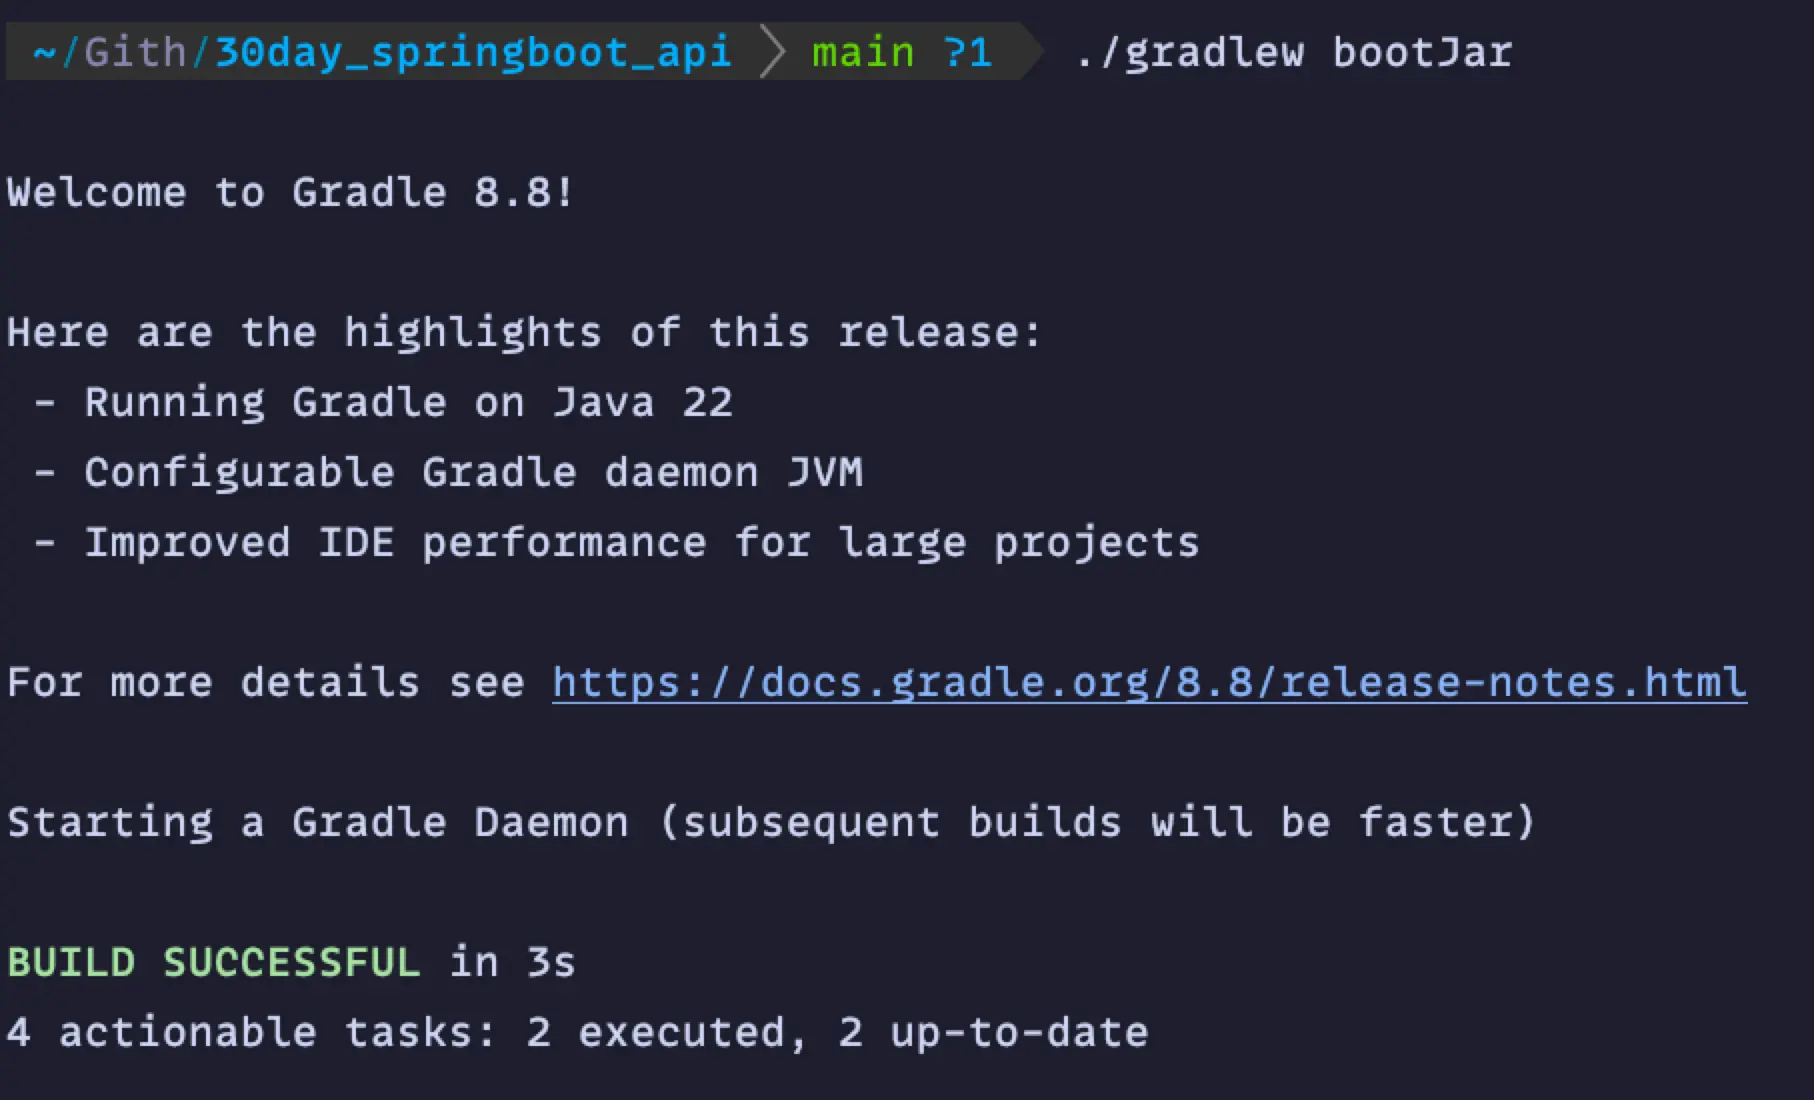 ~/Gith/30day_springboot_api main ?1 ./gradlew bootJar
Welcome to Gradle 8.8!
Here are the highlights of this release:
- Running Gradle on Java 22
- Configurable Gradle daemon JVM
- Improved IDE performance for large projects
For more details see https://docs.gradle.org/8.8/release-notes.html
Starting a Gradle Daemon (subsequent builds will be faster)
BUILD SUCCESSFUL in 3s
4 actionable tasks: 2 executed, 2 up-to-date